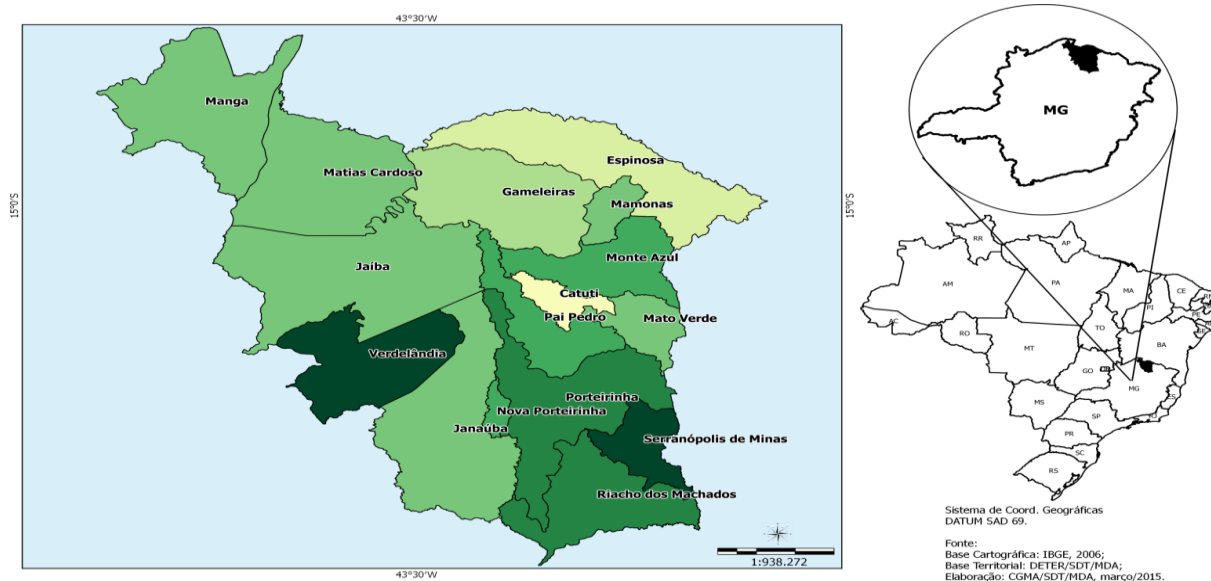 43°30'W
15°0'S
15°0'S
Manga
Matias Cardoso
Espinosa
Gameleiras
Mamonas
Monte Azul
Jaíba
Catuti
Pai Pedro
Mato Verde
Verdelândia
Porteirinha
Nova Porteirinha
Janaúba
Serranópolis de Minas
Riacho dos Machados
1:938.272
43°30'W
MG
RR
AP
AM
PA
MA
CE
PI
PE
AC
TO
RO
BA
MT
GO
MG
ES
MS
SP
RJ
PR
SC
RS
Sistema de Coord. Geográficas
DATUM SAD 69.
Fonte:
Base Cartográfica: IBGE, 2006;
Base Territorial: DETER/SDT/MDA;
Elaboração: CGMA/SDT/MDA, março/2015.